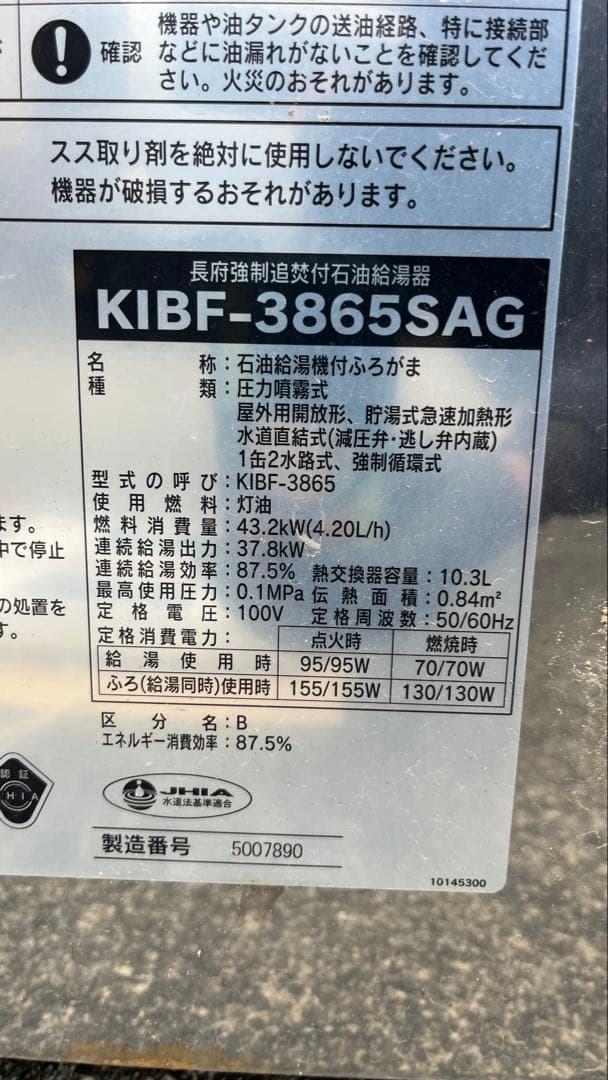 確認
機器や油タンクの送油経路、特に接続部
などに油漏れがないことを確認してくだ
さい。火災のおそれがあります。
スス取り剤を絶対に使用しないでください。
機器が破損するおそれがあります。
長府強制追焚付石油給湯器
KIBF-3865SAG
名称：石油給湯機付ふろがま
種類：圧力噴霧式
屋外用開放形、貯湯式急速加熱形
水道直結式(減圧弁・逃し弁内蔵)
1缶2水路式、強制循環式
型式の呼び：KIBF-3865
使用燃料：灯油
燃料消費量：43.2kW(4.20L/h)
連続給湯出力：37.8kW
連続給湯効率：87.5% 熱交換器容量：10.3L
最高使用圧力：0.1MPa 伝熱面積：0.84m²
定格電圧：100V 定格周波数：50/60Hz
定格消費電力： 点火時 燃焼時
給湯使用時 95/95W 70/70W
ふろ(給湯同時)使用時 155/155W 130/130W
区分名：B
エネルギー消費効率：87.5%
ます。
中で停止
の処置を
す。
認証
HIA
JHIA
水道法基準適合
製造番号 5007890
10145300